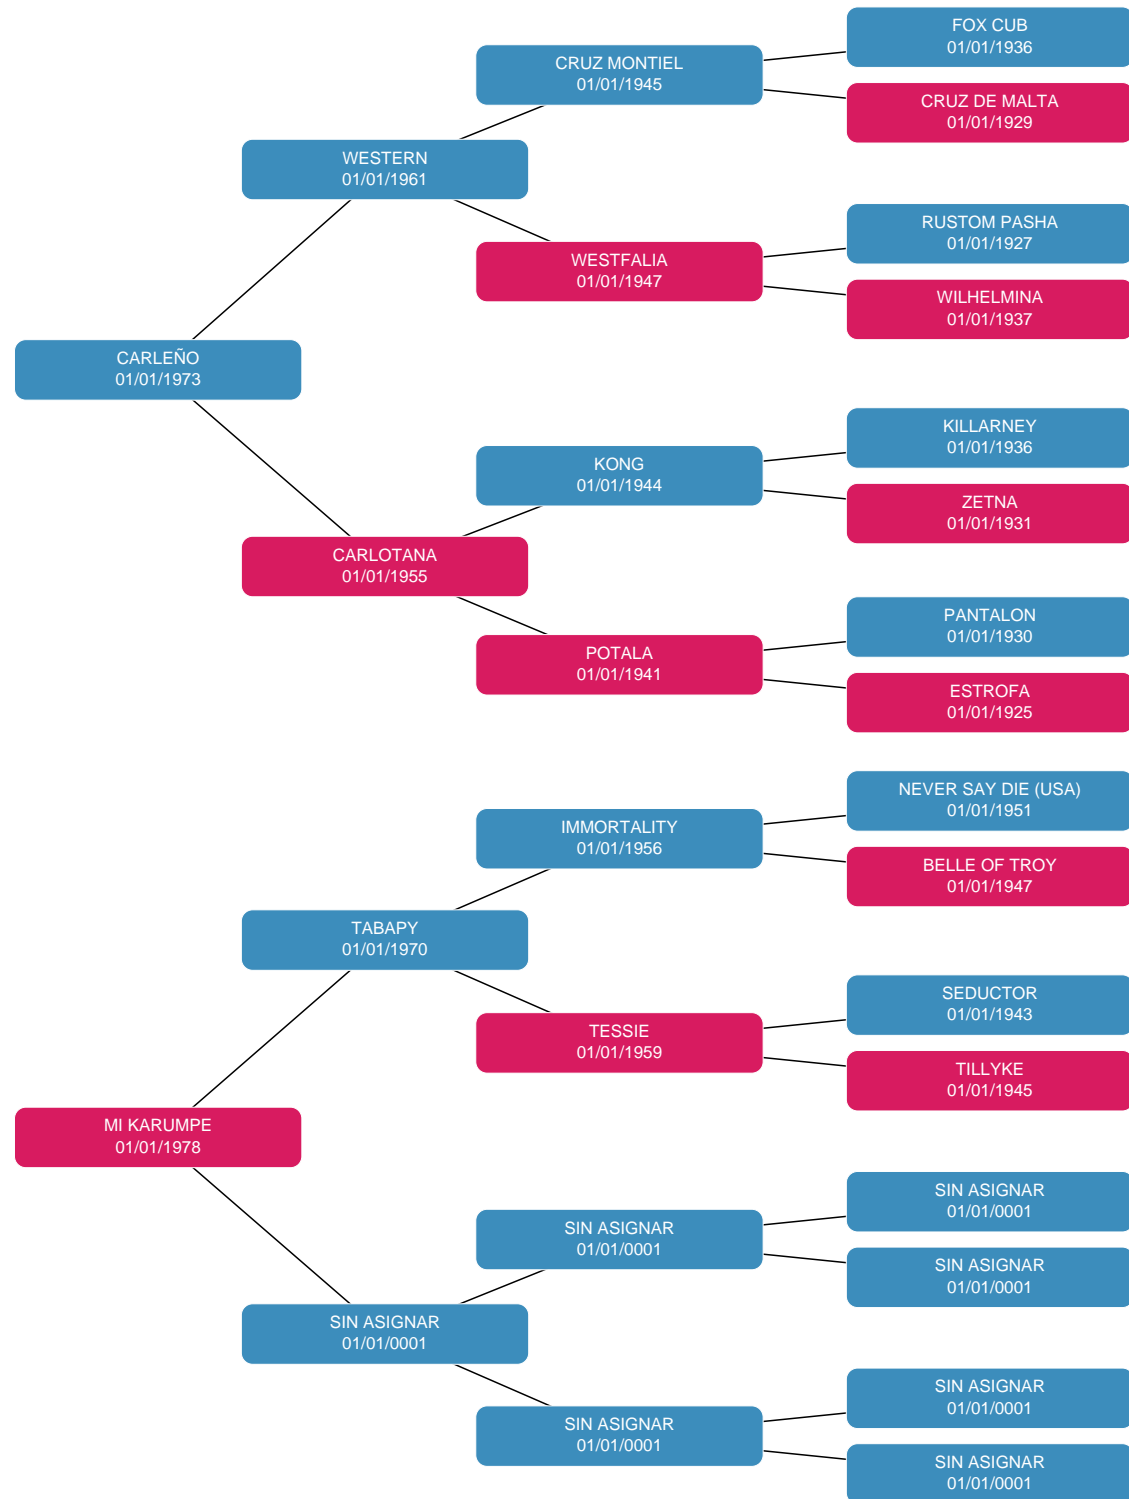 FOX CUB
01/01/1936
CRUZ MONTIEL
01/01/1945
CRUZ DE MALTA
01/01/1929
WESTERN
01/01/1961
RUSTOM PASHA
01/01/1927
WESTFALIA
01/01/1947
WILHELMINA
01/01/1937
CARLEÑO
01/01/1973
KILLARNEY
01/01/1936
KONG
01/01/1944
ZETNA
01/01/1931
CARLOTANA
01/01/1955
PANTALON
01/01/1930
POTALA
01/01/1941
ESTROFA
01/01/1925
NEVER SAY DIE (USA)
01/01/1951
IMMORTALITY
01/01/1956
BELLE OF TROY
01/01/1947
TABAPY
01/01/1970
SEDUCTOR
01/01/1943
TESSIE
01/01/1959
TILLYKE
01/01/1945
MI KARUMPE
01/01/1978
SIN ASIGNAR
01/01/0001
SIN ASIGNAR
01/01/0001
SIN ASIGNAR
01/01/0001
SIN ASIGNAR
01/01/0001
SIN ASIGNAR
01/01/0001
SIN ASIGNAR
01/01/0001
SIN ASIGNAR
01/01/0001